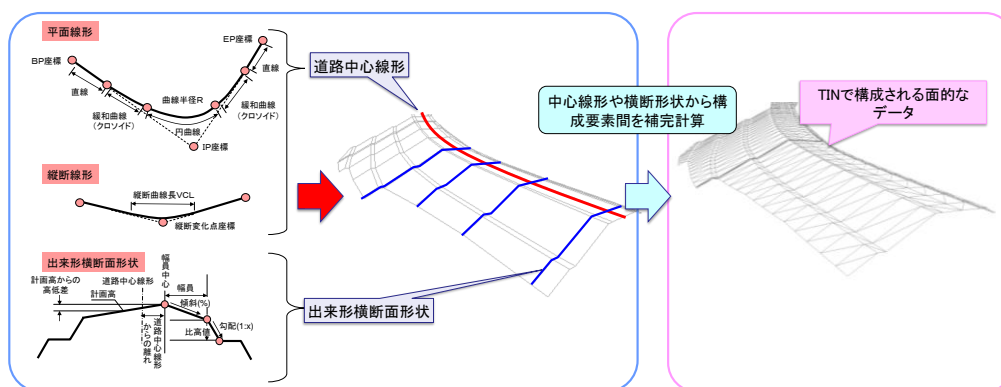 平面線形
EP座標
BP座標
直線
曲線半径R
直線
緩和曲線
(クロソイド)
緩和曲線
(クロソイド)
円曲線
IP座標
縦断線形
縦断曲線長VCL
縦断変化点座標
出来形横断面形状
幅員中心
計画高からの
高低差
道路中心線形
幅員
計画高
傾斜(%)
勾配(1:x)
比高値
道路中心線形
からの離れ
道路中心線形
出来形横断面形状
中心線形や横断形状から構
成要素間を補完計算
TINで構成される面的な
データ